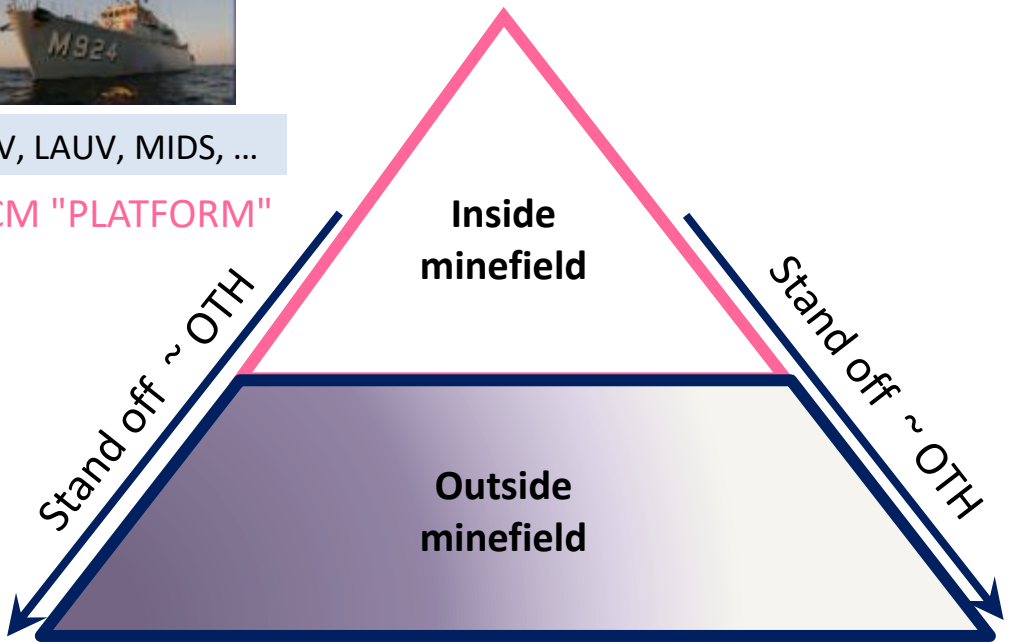 M924
V, LAUV, MIDS, ...
CM "PLATFORM"
Inside
minefield
Stand off ~ OTH
Stand off ~ OTH
Outside
minefield